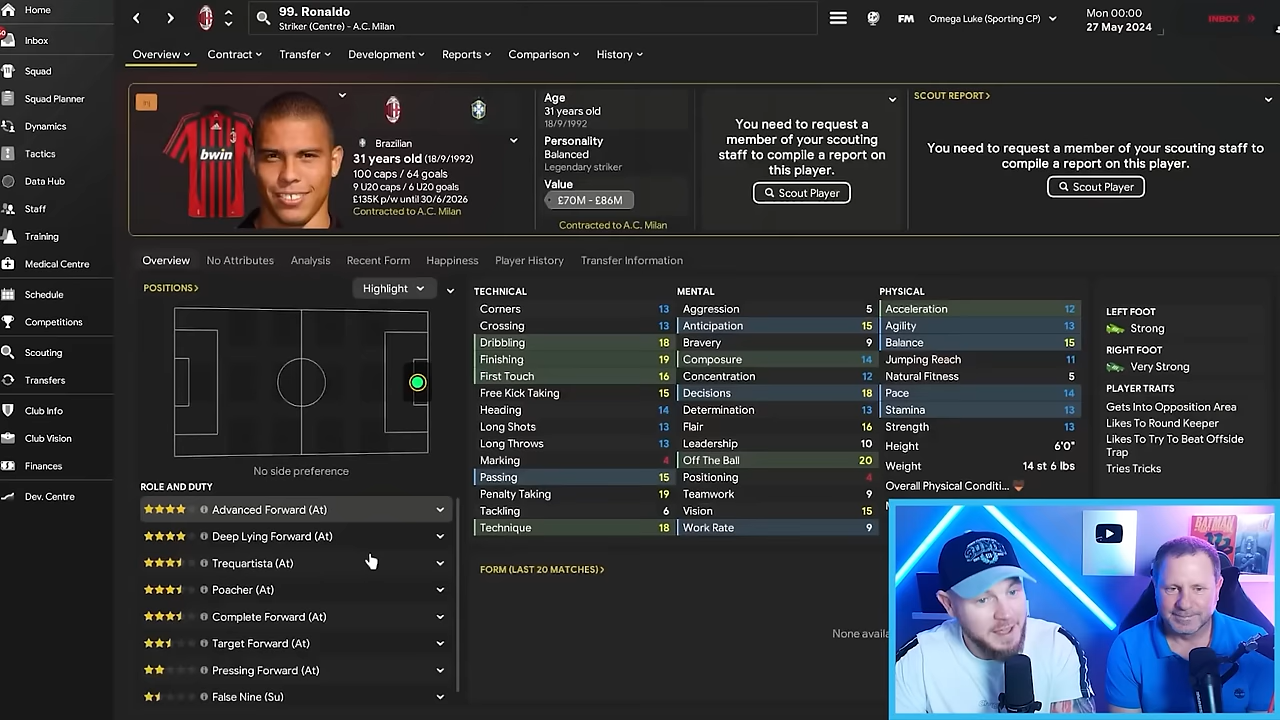 Home
Inbox
Squad
Squad Planner
Dynamics
Tactics
Data Hub
Staff
Training
Medical Centre
Schedule
Competitions
Scouting
Transfers
Club Info
Club Vision
Finances
Dev. Centre
99. Ronaldo
Striker (Centre) - A.C. Milan
FM
Omega Luke (Sporting CP)
Mon 00:00
27 May 2024
INBOX
Overview
Contract
Transfer
Development
Reports
Comparison
History
bwin
Brazilian
31 years old (18/9/1992)
100 caps / 64 goals
9 U20 caps / 6 U20 goals
£135K p/w until 30/6/2026
Contracted to A.C. Milan
Age
31 years old
18/9/1992
Personality
Balanced
Legendary striker
Value
£70M - £86M
Contracted to A.C. Milan
You need to request a
member of your scouting
staff to compile a report on
this player.
Scout Player
SCOUT REPORT >
You need to request a member of your scouting staff to
compile a report on this player.
Scout Player
Overview
No Attributes
Analysis
Recent Form
Happiness
Player History
Transfer Information
POSITIONS >
Highlight
No side preference
ROLE AND DUTY
Advanced Forward (At)
Deep Lying Forward (At)
Trequartista (At)
Poacher (At)
Complete Forward (At)
Target Forward (At)
Pressing Forward (At)
False Nine (Su)
TECHNICAL
Corners 13
Crossing 13
Dribbling 18
Finishing 19
First Touch 16
Free Kick Taking 15
Heading 14
Long Shots 13
Long Throws 13
Marking 4
Passing 15
Penalty Taking 19
Tackling 6
Technique 18
MENTAL
Aggression 5
Anticipation 15
Bravery 9
Composure 14
Concentration 12
Decisions 18
Determination 13
Flair 16
Leadership 10
Off The Ball 20
Positioning 4
Teamwork 9
Vision 15
Work Rate 9
PHYSICAL
Acceleration 12
Agility 13
Balance 15
Jumping Reach 11
Natural Fitness 5
Pace 14
Stamina 13
Strength 13
Height 6'0"
Weight 14 st 6 lbs
Overall Physical Conditi...
LEFT FOOT
Strong
RIGHT FOOT
Very Strong
PLAYER TRAITS
Gets Into Opposition Area
Likes To Round Keeper
Likes To Try To Beat Offside
Trap
Tries Tricks
FORM (LAST 20 MATCHES) >
None availa
BATMAN